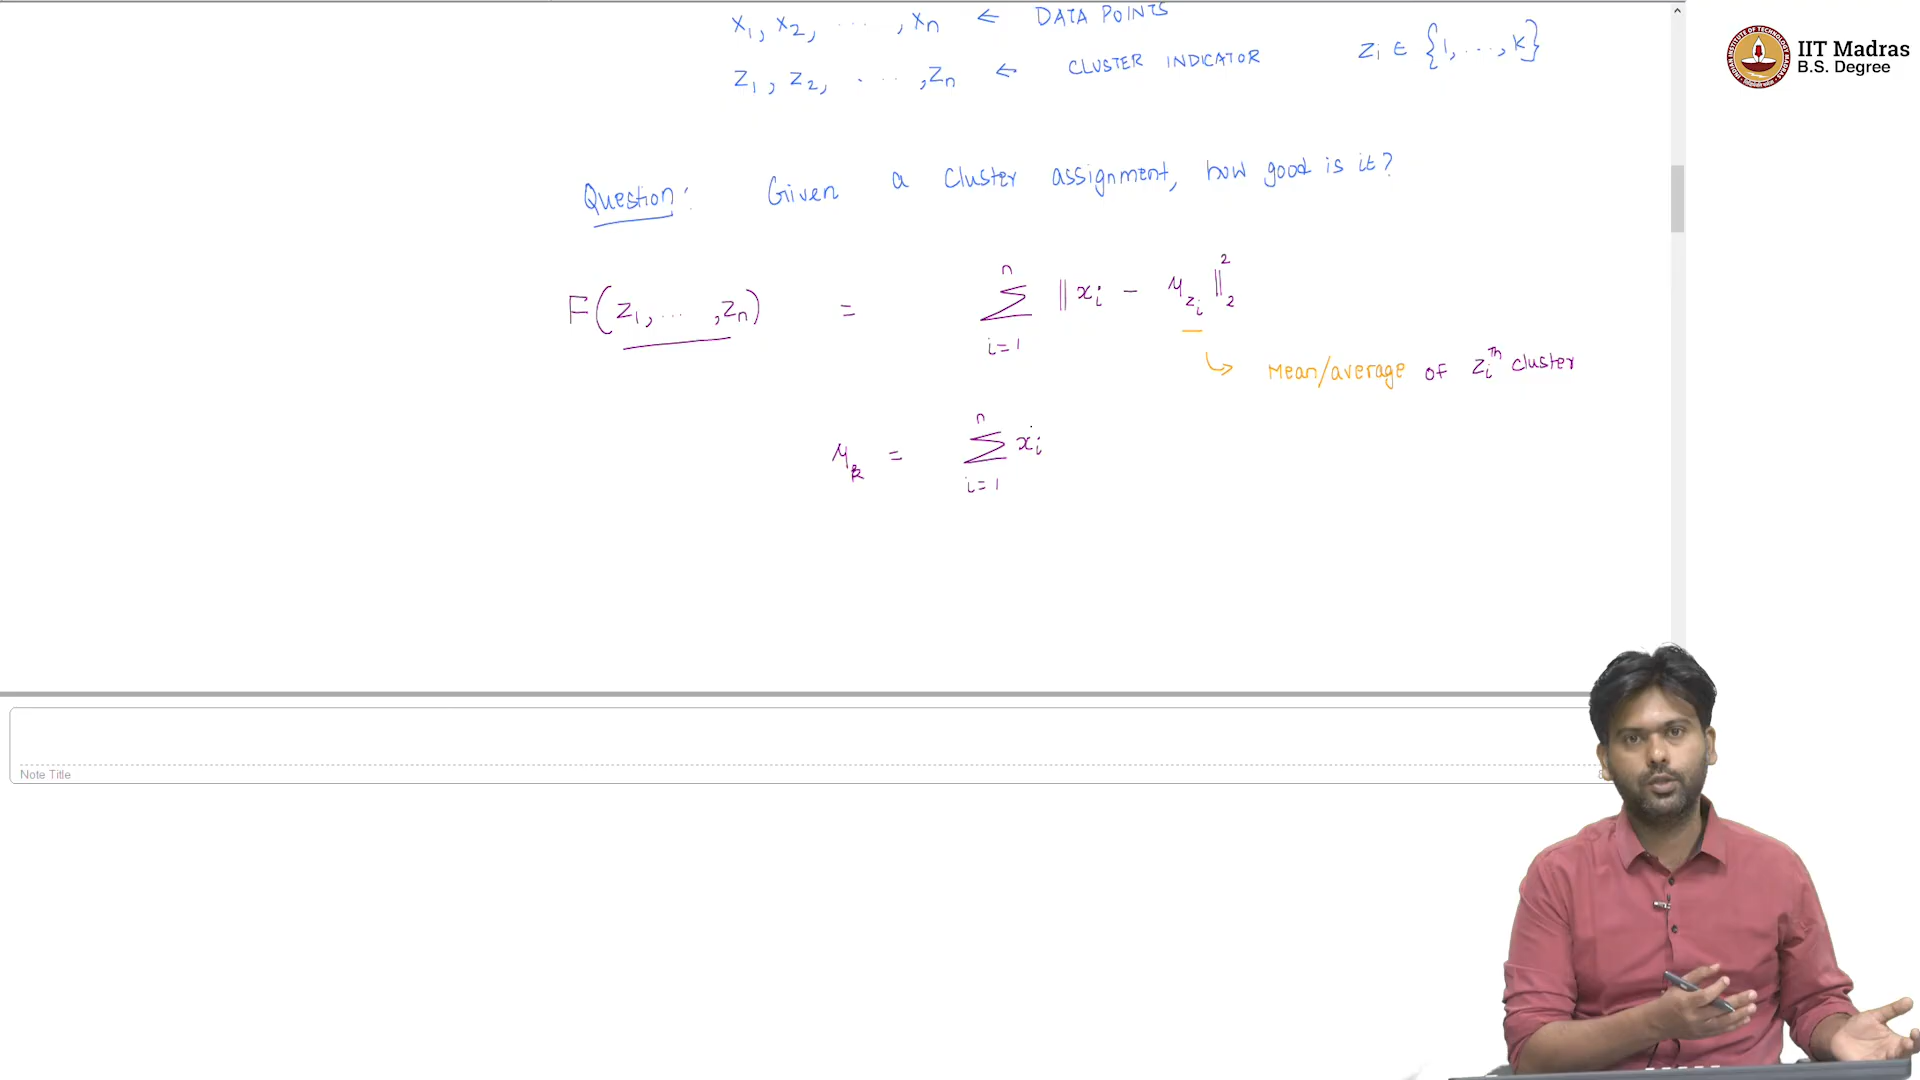 x₁, x₂, ..... , xₙ ← DATA POINTS
z₁, z₂, ..... , zₙ ← CLUSTER INDICATOR zᵢ ∈ {1, ..., k}
IIT Madras
B.S. Degree
Question: Given a cluster assignment, how good is it?
F(z₁, ... , zₙ) = ∑ᵢ₌₁ⁿ ‖xᵢ − μ_zᵢ‖₂²
↳ Mean/average of zᵢᵗʰ cluster
μₖ = ∑ᵢ₌₁ⁿ xᵢ
Note Title